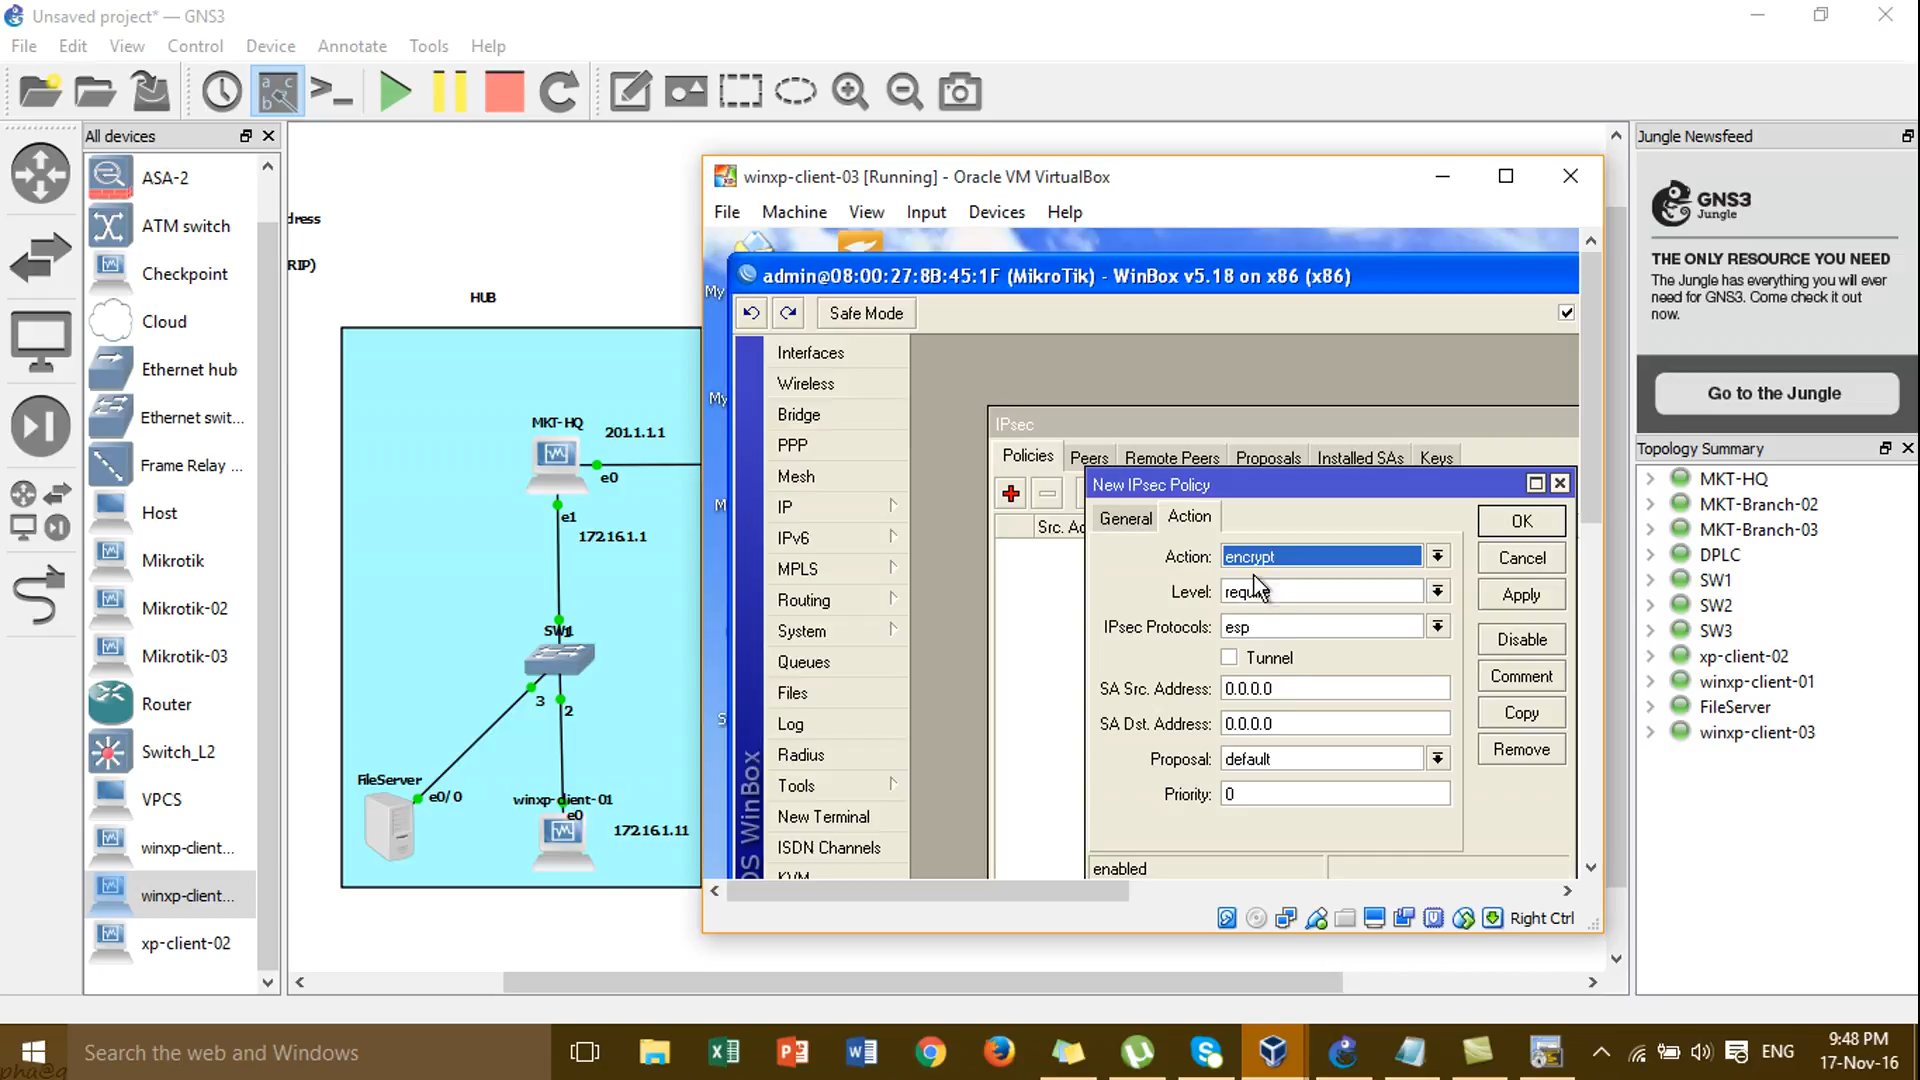 Unsaved project* — GNS3
File Edit View Control Device Annotate Tools Help
All devices
ASA-2
ATM switch
Checkpoint
Cloud
Ethernet hub
Ethernet swit...
Frame Relay ...
Host
Mikrotik
Mikrotik-02
Mikrotik-03
Router
Switch_L2
VPCS
winxp-client...
winxp-client...
xp-client-02
dress
RIP)
HUB
MKT-HQ
201.1.1.1
e0
e1
172.16.1.1
SW1
3
2
FileServer
e0/0
winxp-client-01
e0
172.16.1.11
winxp-client-03 [Running] - Oracle VM VirtualBox
File Machine View Input Devices Help
My
My
admin@08:00:27:8B:45:1F (MikroTik) - WinBox v5.18 on x86 (x86)
Safe Mode
OS WinBox
Interfaces
Wireless
Bridge
PPP
Mesh
IP
IPv6
MPLS
Routing
System
Queues
Files
Log
Radius
Tools
New Terminal
ISDN Channels
KVM
IPsec
Policies Peers Remote Peers Proposals Installed SAs Keys
Src. Ad
New IPsec Policy
General Action
Action: encrypt
Level: require
IPsec Protocols: esp
Tunnel
SA Src. Address: 0.0.0.0
SA Dst. Address: 0.0.0.0
Proposal: default
Priority: 0
enabled
OK
Cancel
Apply
Disable
Comment
Copy
Remove
Right Ctrl
Jungle Newsfeed
GNS3
Jungle
THE ONLY RESOURCE YOU NEED
The Jungle has everything you will ever
need for GNS3. Come check it out
now.
Go to the Jungle
Topology Summary
MKT-HQ
MKT-Branch-02
MKT-Branch-03
DPLC
SW1
SW2
SW3
xp-client-02
winxp-client-01
FileServer
winxp-client-03
Search the web and Windows
ENG
9:48 PM
17-Nov-16